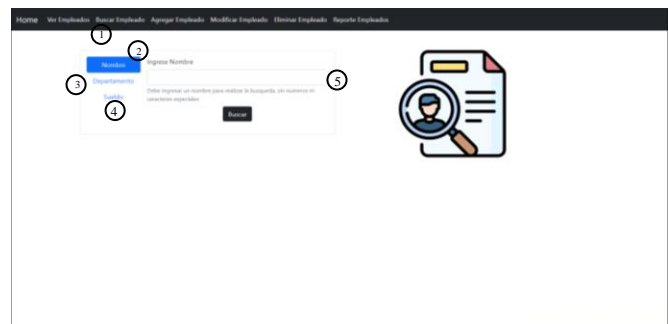 Home Ver Empleados Buscar Empleado Agregar Empleado Modificar Empleado Eliminar Empleado Reporte Empleados
1
2
Nombre
Ingrese Nombre
3
Departamento
5
Sueldo
4
Debe ingresar un nombre para realizar la busqueda, sin numeros ni
caracteres especiales
Buscar